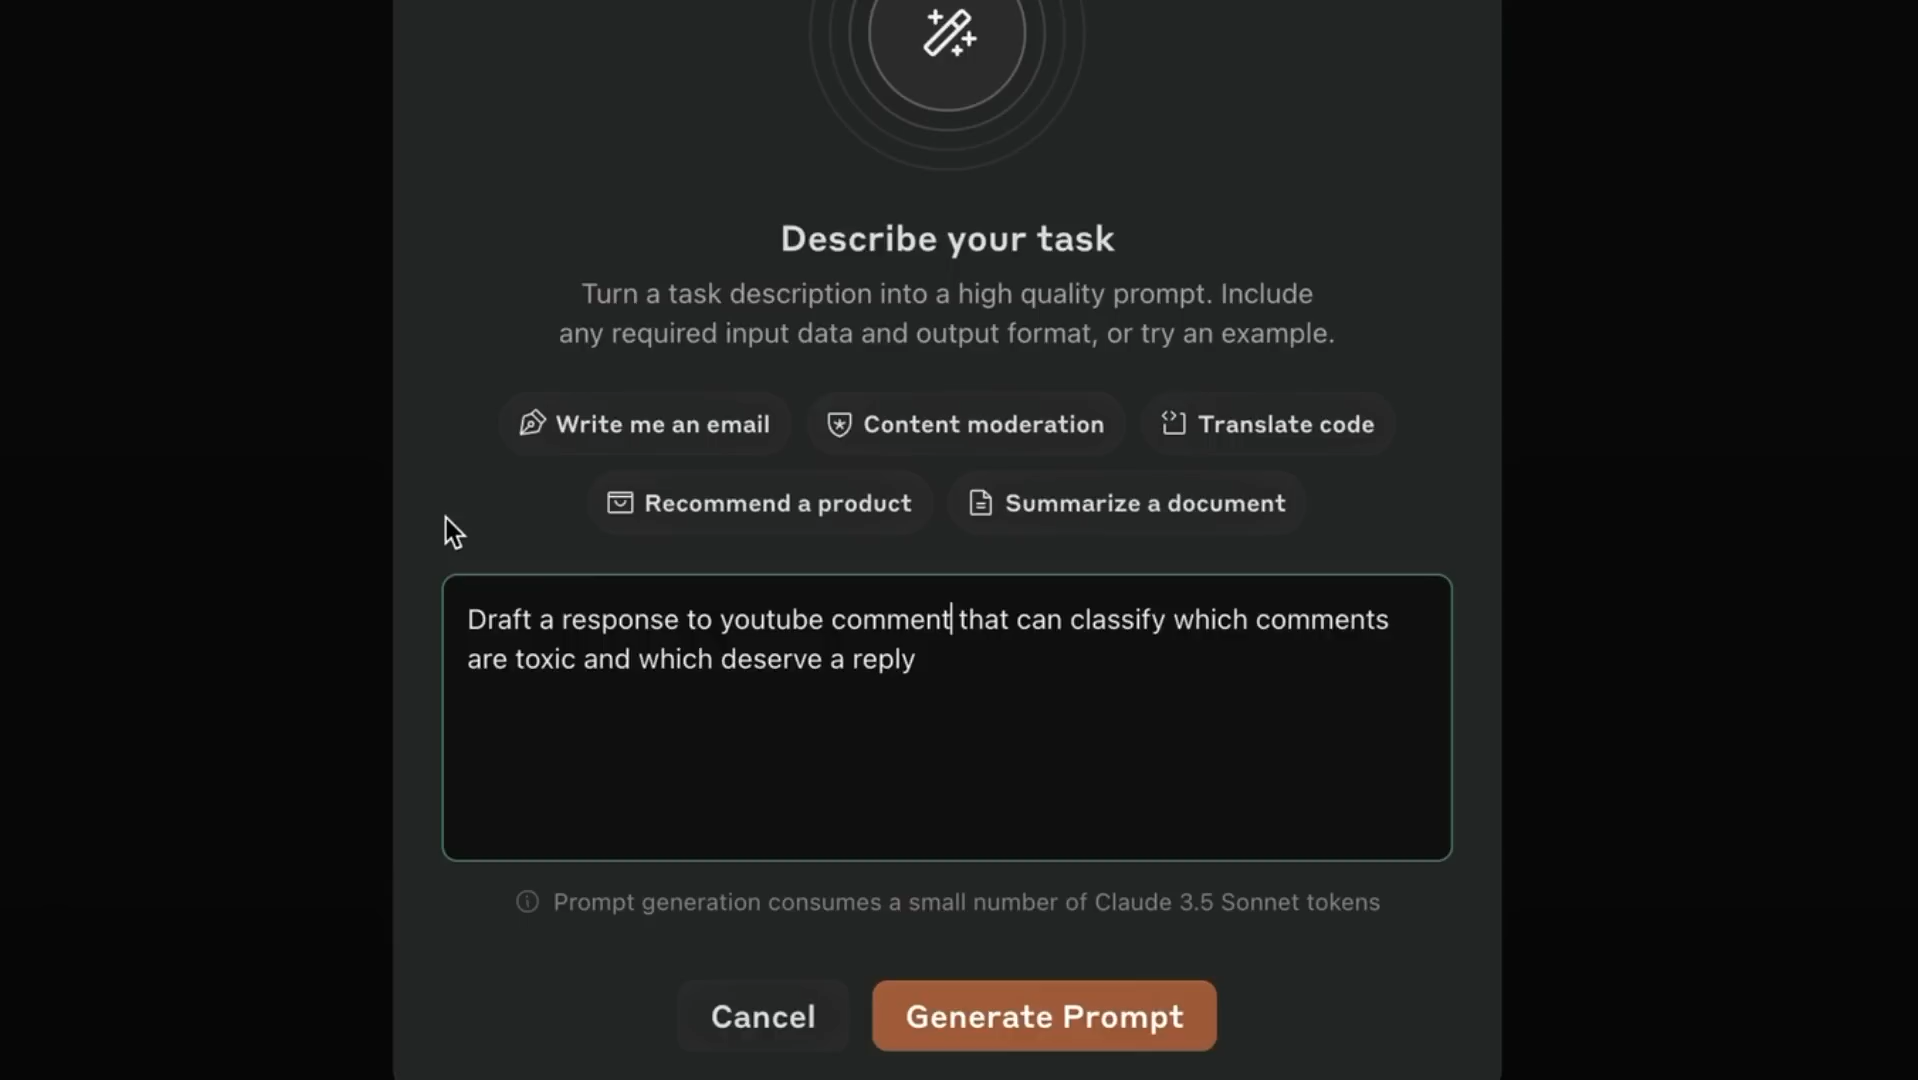 Describe your task
Turn a task description into a high quality prompt. Include
any required input data and output format, or try an example.
Write me an email
Content moderation
Translate code
Recommend a product
Summarize a document
Draft a response to youtube comment that can classify which comments
are toxic and which deserve a reply
Prompt generation consumes a small number of Claude 3.5 Sonnet tokens
Cancel
Generate Prompt